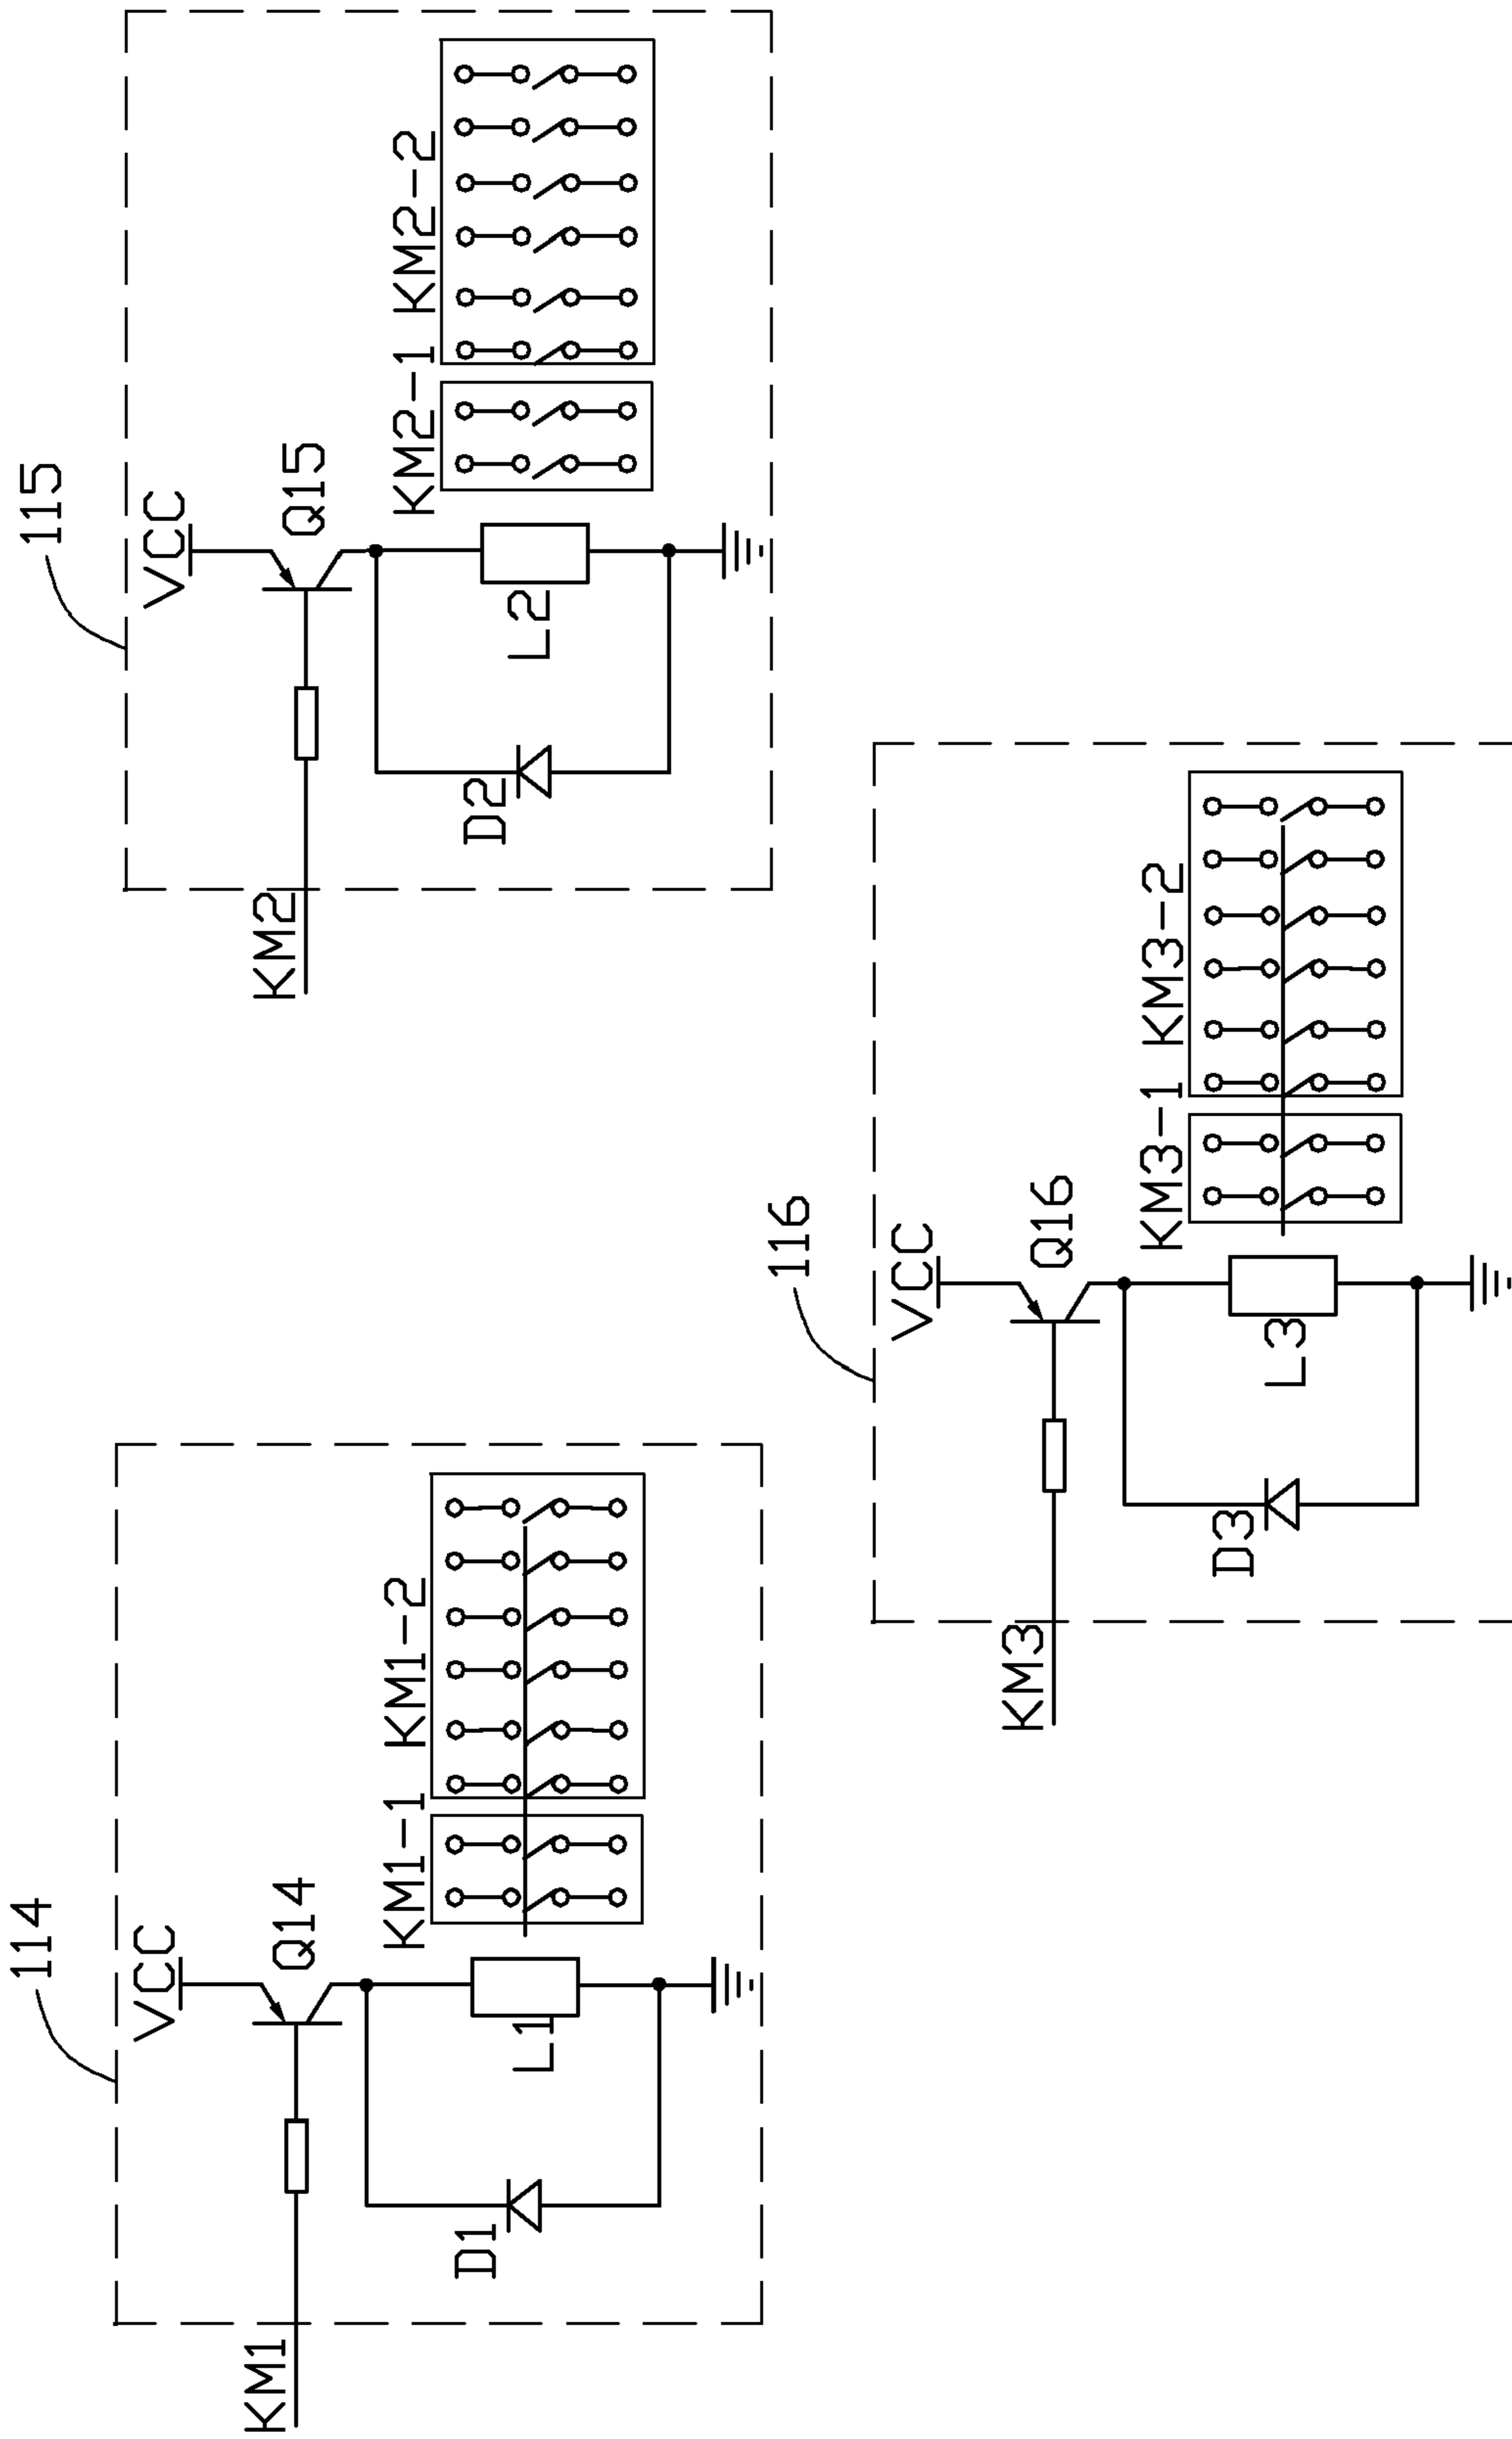 114
VCC
Q14
KM1
KM1-1
KM1-2
L1
D1
115
VCC
Q15
KM2
KM2-1
KM2-2
L2
D2
116
VCC
Q16
KM3
KM3-1
KM3-2
L3
D3